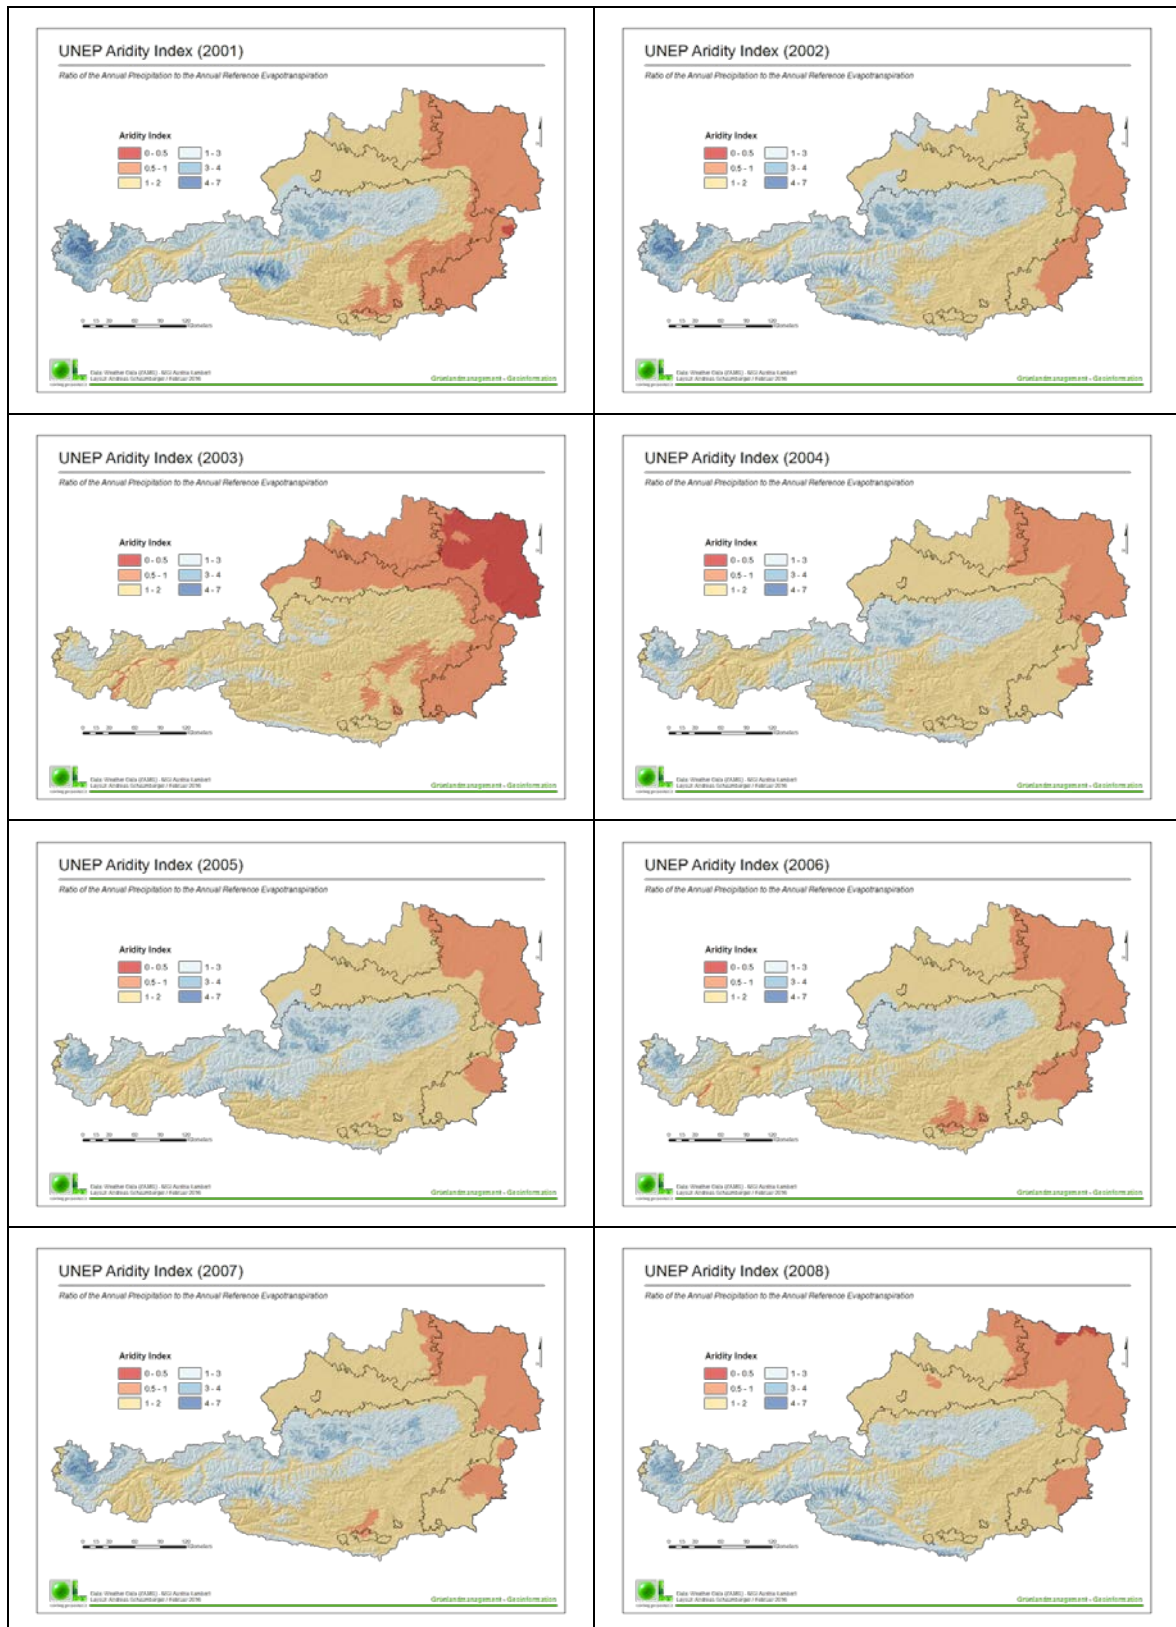 UNEP Aridity Index (2001)
Ratio of the Annual Precipitation to the Annual Reference Evapotranspiration
Aridity Index
0 - 0.5 1 - 3
0.5 - 1 3 - 4
1 - 2 4 - 7
Gruenlandmanagement - Geoinformation
UNEP Aridity Index (2002)
Ratio of the Annual Precipitation to the Annual Reference Evapotranspiration
Aridity Index
0 - 0.5 1 - 3
0.5 - 1 3 - 4
1 - 2 4 - 7
Gruenlandmanagement - Geoinformation
UNEP Aridity Index (2003)
Ratio of the Annual Precipitation to the Annual Reference Evapotranspiration
Aridity Index
0 - 0.5 1 - 3
0.5 - 1 3 - 4
1 - 2 4 - 7
Gruenlandmanagement - Geoinformation
UNEP Aridity Index (2004)
Ratio of the Annual Precipitation to the Annual Reference Evapotranspiration
Aridity Index
0 - 0.5 1 - 3
0.5 - 1 3 - 4
1 - 2 4 - 7
Gruenlandmanagement - Geoinformation
UNEP Aridity Index (2005)
Ratio of the Annual Precipitation to the Annual Reference Evapotranspiration
Aridity Index
0 - 0.5 1 - 3
0.5 - 1 3 - 4
1 - 2 4 - 7
Gruenlandmanagement - Geoinformation
UNEP Aridity Index (2006)
Ratio of the Annual Precipitation to the Annual Reference Evapotranspiration
Aridity Index
0 - 0.5 1 - 3
0.5 - 1 3 - 4
1 - 2 4 - 7
Gruenlandmanagement - Geoinformation
UNEP Aridity Index (2007)
Ratio of the Annual Precipitation to the Annual Reference Evapotranspiration
Aridity Index
0 - 0.5 1 - 3
0.5 - 1 3 - 4
1 - 2 4 - 7
Gruenlandmanagement - Geoinformation
UNEP Aridity Index (2008)
Ratio of the Annual Precipitation to the Annual Reference Evapotranspiration
Aridity Index
0 - 0.5 1 - 3
0.5 - 1 3 - 4
1 - 2 4 - 7
Gruenlandmanagement - Geoinformation